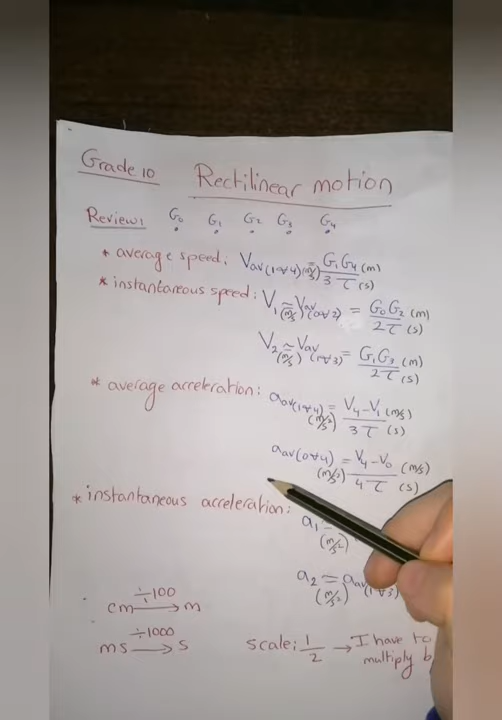 Grade 10 Rectilinear motion
Review: G₀ G₁ G₂ G₃ G₄
* average speed: Vav(1→4) (m/s) = G₁G₄ (m) / 3τ (s)
* instantaneous speed: V₁ (m/s) ≃ Vav(0→2) = G₀G₂ (m) / 2τ (s)
V₂ (m/s) ≃ Vav(1→3) = G₁G₃ (m) / 2τ (s)
* average accleration: aav(1→4) (m/s²) = V₄-V₁ (m/s) / 3τ (s)
aav(0→4) (m/s²) = V₄-V₀ (m/s) / 4τ (s)
* instantaneous acceleration:
a₁ (m/s²)
a₂ (m/s²) ≃ aav(1→3)
cm ÷100 → m
ms ÷1000 → s
scale: 1/2 → I have to
multiply b